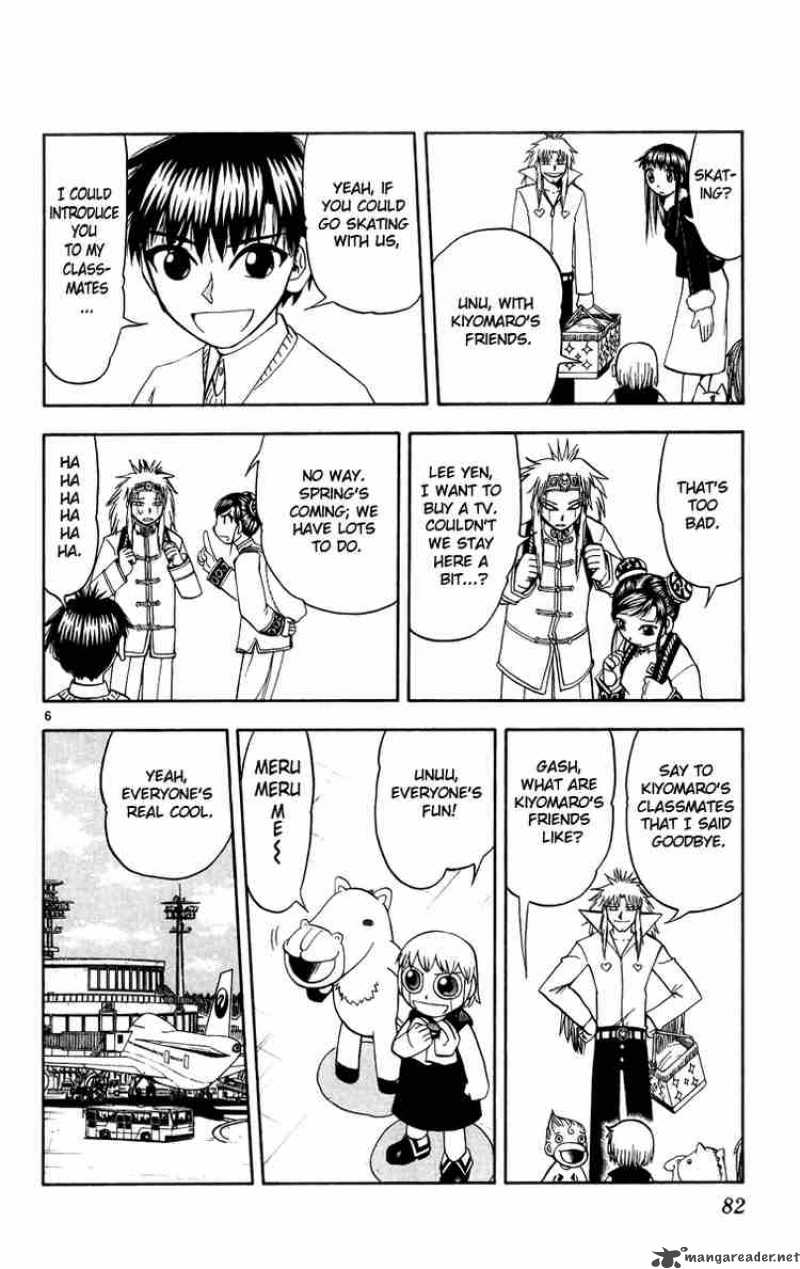 SKAT-
ING?
UNU, WITH
KIYOMARO'S
FRIENDS.
YEAH, IF
YOU COULD
GO SKATING
WITH US,
I COULD
INTRODUCE
YOU
TO MY
CLASS-
MATES
...
THAT'S
TOO
BAD.
LEE YEN,
I WANT TO
BUY A TV.
COULDN'T
WE STAY
HERE A
BIT...?
NO WAY.
SPRING'S
COMING; WE
HAVE LOTS
TO DO.
HA
HA
HA
HA
HA
HA.
6
SAY TO
KIYOMARO'S
CLASSMATES
THAT I SAID
GOODBYE.
GASH,
WHAT ARE
KIYOMARO'S
FRIENDS
LIKE?
UNUU,
EVERYONE'S
FUN!
MERU
MERU
ME~
YEAH,
EVERYONE'S
REAL COOL.
82
mangareader.net